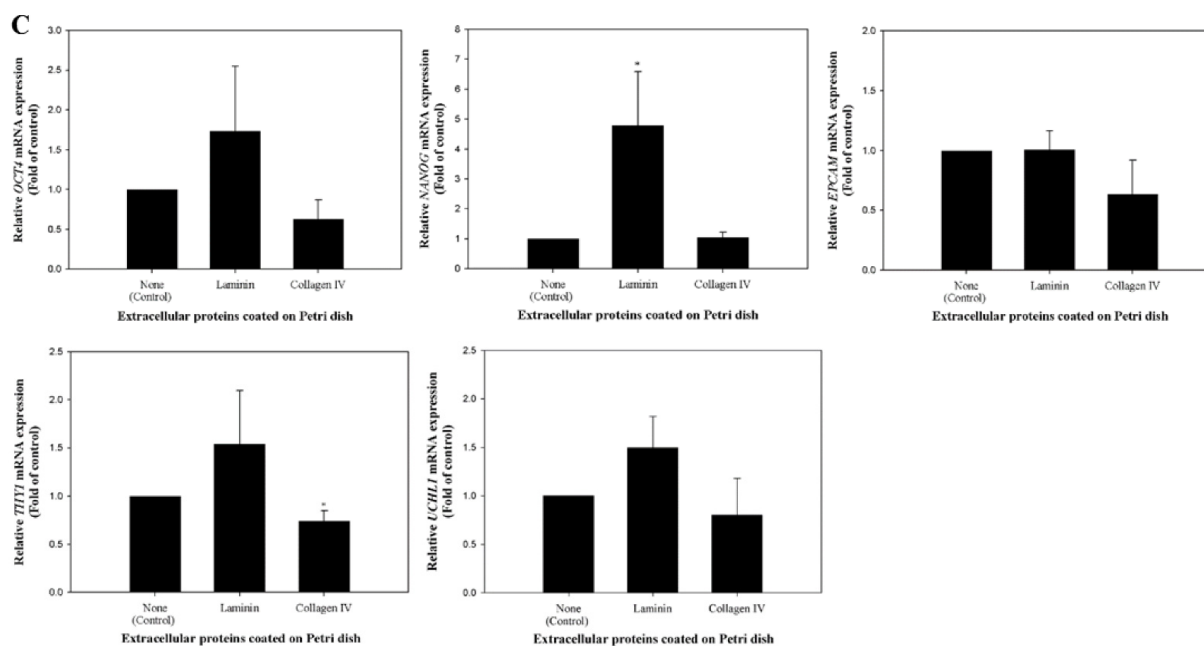 C
Relative OCT4 mRNA expression
(Fold of control)
3.0
2.5
2.0
1.5
1.0
0.5
0.0
None
(Control)
Laminin
Collagen IV
Extracellular proteins coated on Petri dish
Relative NANOG mRNA expression
(Fold of control)
8
7
6
5
4
2
1
0
*
None
(Control)
Laminin
Collagen IV
Extracellular proteins coated on Petri dish
Relative EPCAM mRNA expression
(Fold of control)
2.0
1.5
1.0
0.5
0.0
None
(Control)
Laminin
Collagen IV
Extracellular proteins coated on Petri dish
Relative THY1 mRNA expression
(Fold of control)
2.5
2.0
1.5
1.0
0.5
0.0
*
None
(Control)
Laminin
Collagen IV
Extracellular proteins coated on Petri dish
Relative UCHL1 mRNA expression
(Fold of control)
2.5
2.0
1.5
1.0
0.5
0.0
None
(Control)
Laminin
Collagen IV
Extracellular proteins coated on Petri dish